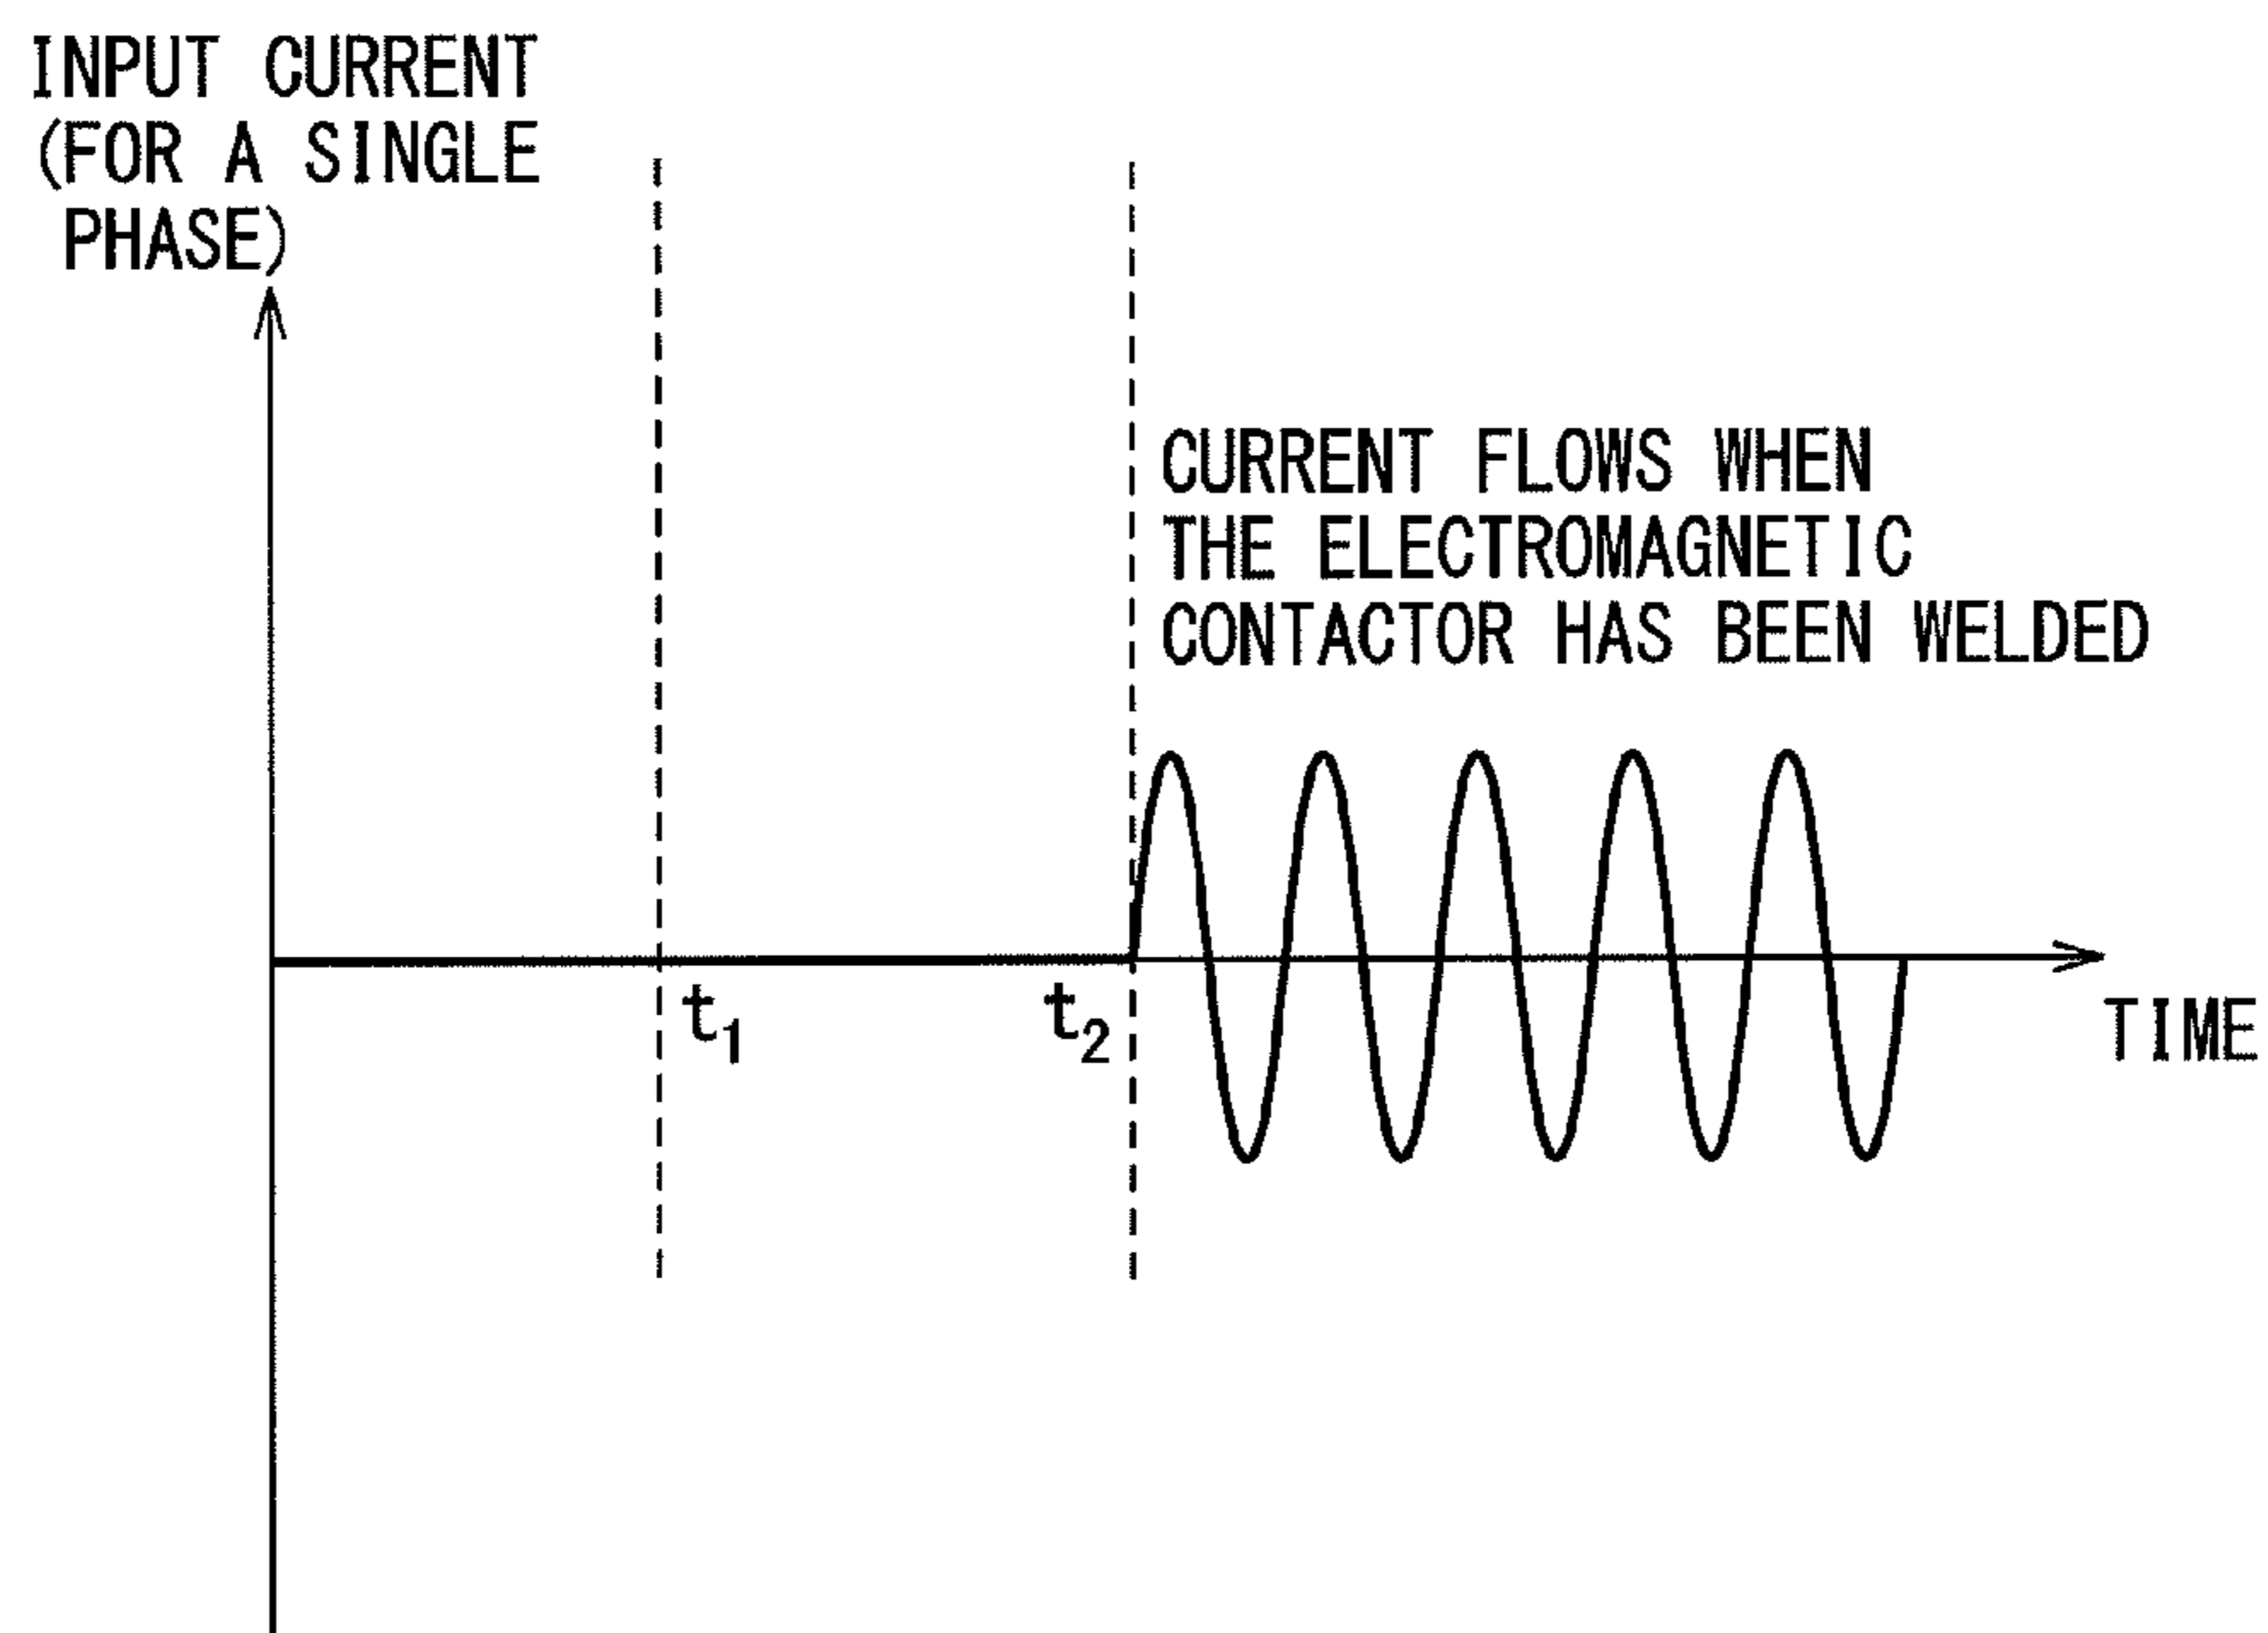 INPUT CURRENT
(FOR A SINGLE
PHASE)
CURRENT FLOWS WHEN
THE ELECTROMAGNETIC
CONTACTOR HAS BEEN WELDED
t₁
t₂
TIME